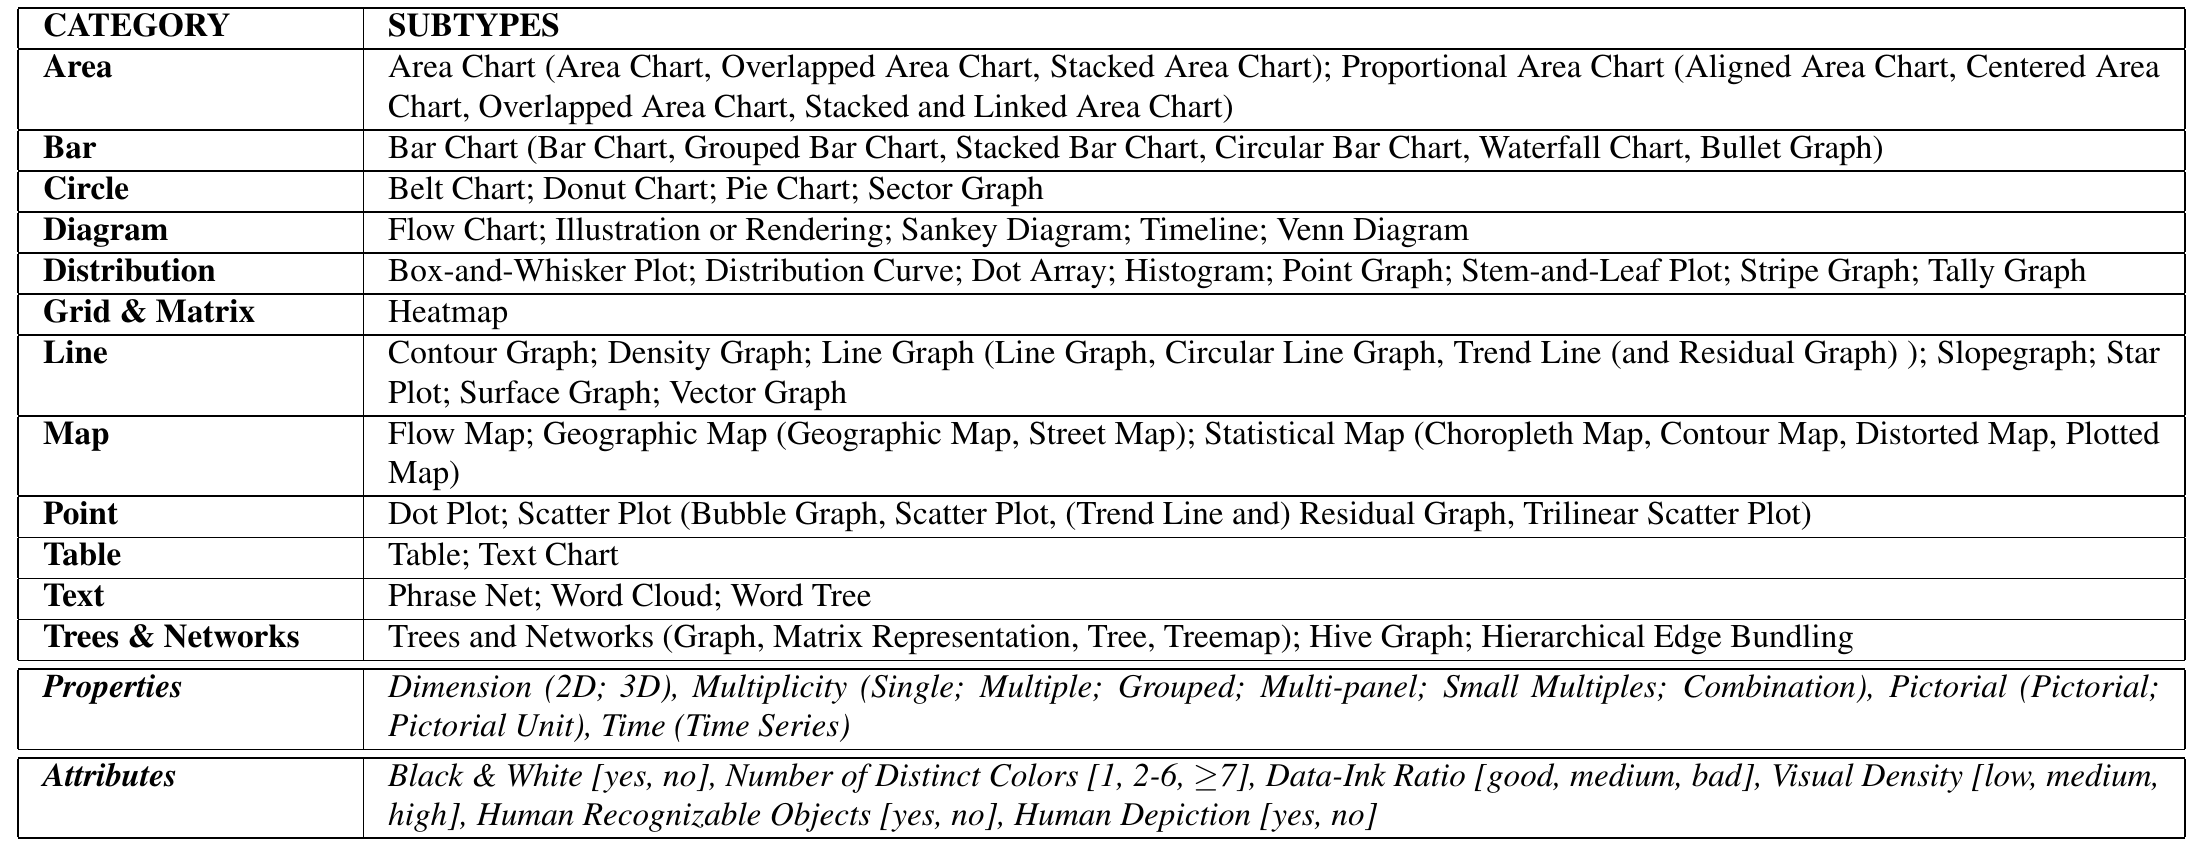 CATEGORY SUBTYPES
Area Area Chart (Area Chart, Overlapped Area Chart, Stacked Area Chart); Proportional Area Chart (Aligned Area Chart, Centered Area
Chart, Overlapped Area Chart, Stacked and Linked Area Chart)
Bar Bar Chart (Bar Chart, Grouped Bar Chart, Stacked Bar Chart, Circular Bar Chart, Waterfall Chart, Bullet Graph)
Circle Belt Chart; Donut Chart; Pie Chart; Sector Graph
Diagram Flow Chart; Illustration or Rendering; Sankey Diagram; Timeline; Venn Diagram
Distribution Box-and-Whisker Plot; Distribution Curve; Dot Array; Histogram; Point Graph; Stem-and-Leaf Plot; Stripe Graph; Tally Graph
Grid & Matrix Heatmap
Line Contour Graph; Density Graph; Line Graph (Line Graph, Circular Line Graph, Trend Line (and Residual Graph) ); Slopegraph; Star
Plot; Surface Graph; Vector Graph
Map Flow Map; Geographic Map (Geographic Map, Street Map); Statistical Map (Choropleth Map, Contour Map, Distorted Map, Plotted
Map)
Point Dot Plot; Scatter Plot (Bubble Graph, Scatter Plot, (Trend Line and) Residual Graph, Trilinear Scatter Plot)
Table Table; Text Chart
Text Phrase Net; Word Cloud; Word Tree
Trees & Networks Trees and Networks (Graph, Matrix Representation, Tree, Treemap); Hive Graph; Hierarchical Edge Bundling
Properties Dimension (2D; 3D), Multiplicity (Single; Multiple; Grouped; Multi-panel; Small Multiples; Combination), Pictorial (Pictorial;
Pictorial Unit), Time (Time Series)
Attributes Black & White [yes, no], Number of Distinct Colors [1, 2-6, ≥7], Data-Ink Ratio [good, medium, bad], Visual Density [low, medium,
high], Human Recognizable Objects [yes, no], Human Depiction [yes, no]